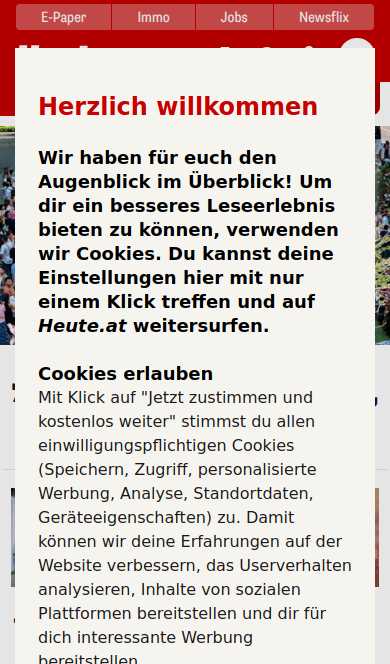 E-Paper
Immo
Jobs
Newsflix
Herzlich willkommen
Wir haben für euch den
Augenblick im Überblick! Um
dir ein besseres Leseerlebnis
bieten zu können, verwenden
wir Cookies. Du kannst deine
Einstellungen hier mit nur
einem Klick treffen und auf
Heute.at weitersurfen.
Cookies erlauben
Mit Klick auf "Jetzt zustimmen und
kostenlos weiter" stimmst du allen
einwilligungspflichtigen Cookies
(Speichern, Zugriff, personalisierte
Werbung, Analyse, Standortdaten,
Geräteeigenschaften) zu. Damit
können wir deine Erfahrungen auf der
Website verbessern, das Userverhalten
analysieren, Inhalte von sozialen
Plattformen bereitstellen und dir für
dich interessante Werbung
bereitstellen